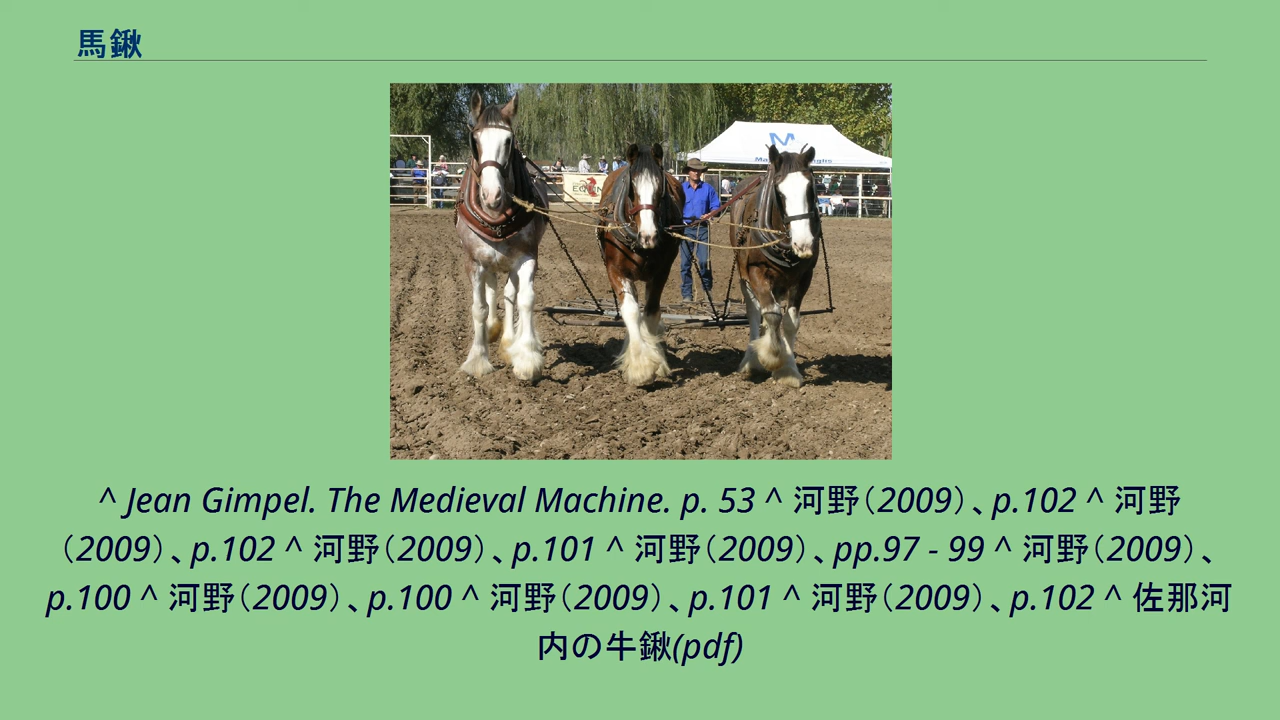 馬鍬
EQUIN
^ Jean Gimpel. The Medieval Machine. p. 53 ^ 河野（2009）、p.102 ^ 河野
（2009）、p.102 ^ 河野（2009）、p.101 ^ 河野（2009）、pp.97 - 99 ^ 河野（2009）、
p.100 ^ 河野（2009）、p.100 ^ 河野（2009）、p.101 ^ 河野（2009）、p.102 ^ 佐那河
内の牛鍬(pdf)